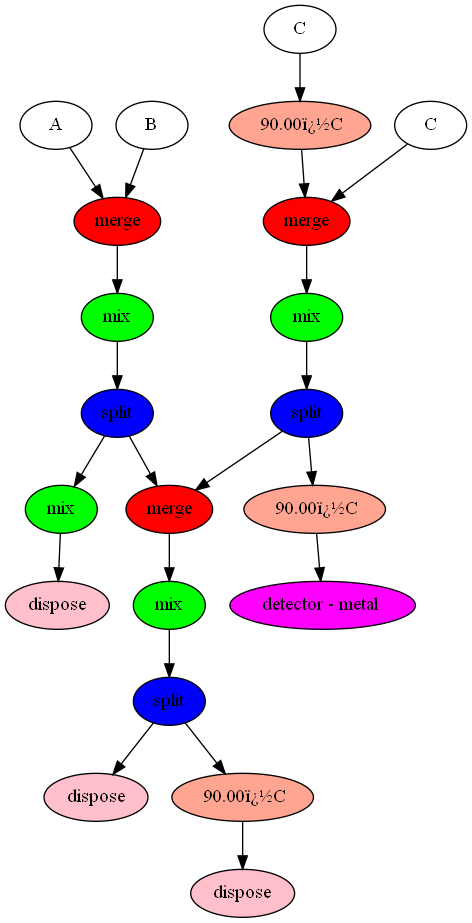 C
A
B
90.00ï¿½C
C
merge
merge
mix
mix
split
split
mix
merge
90.00ï¿½C
dispose
mix
detector - metal
split
dispose
90.00ï¿½C
dispose